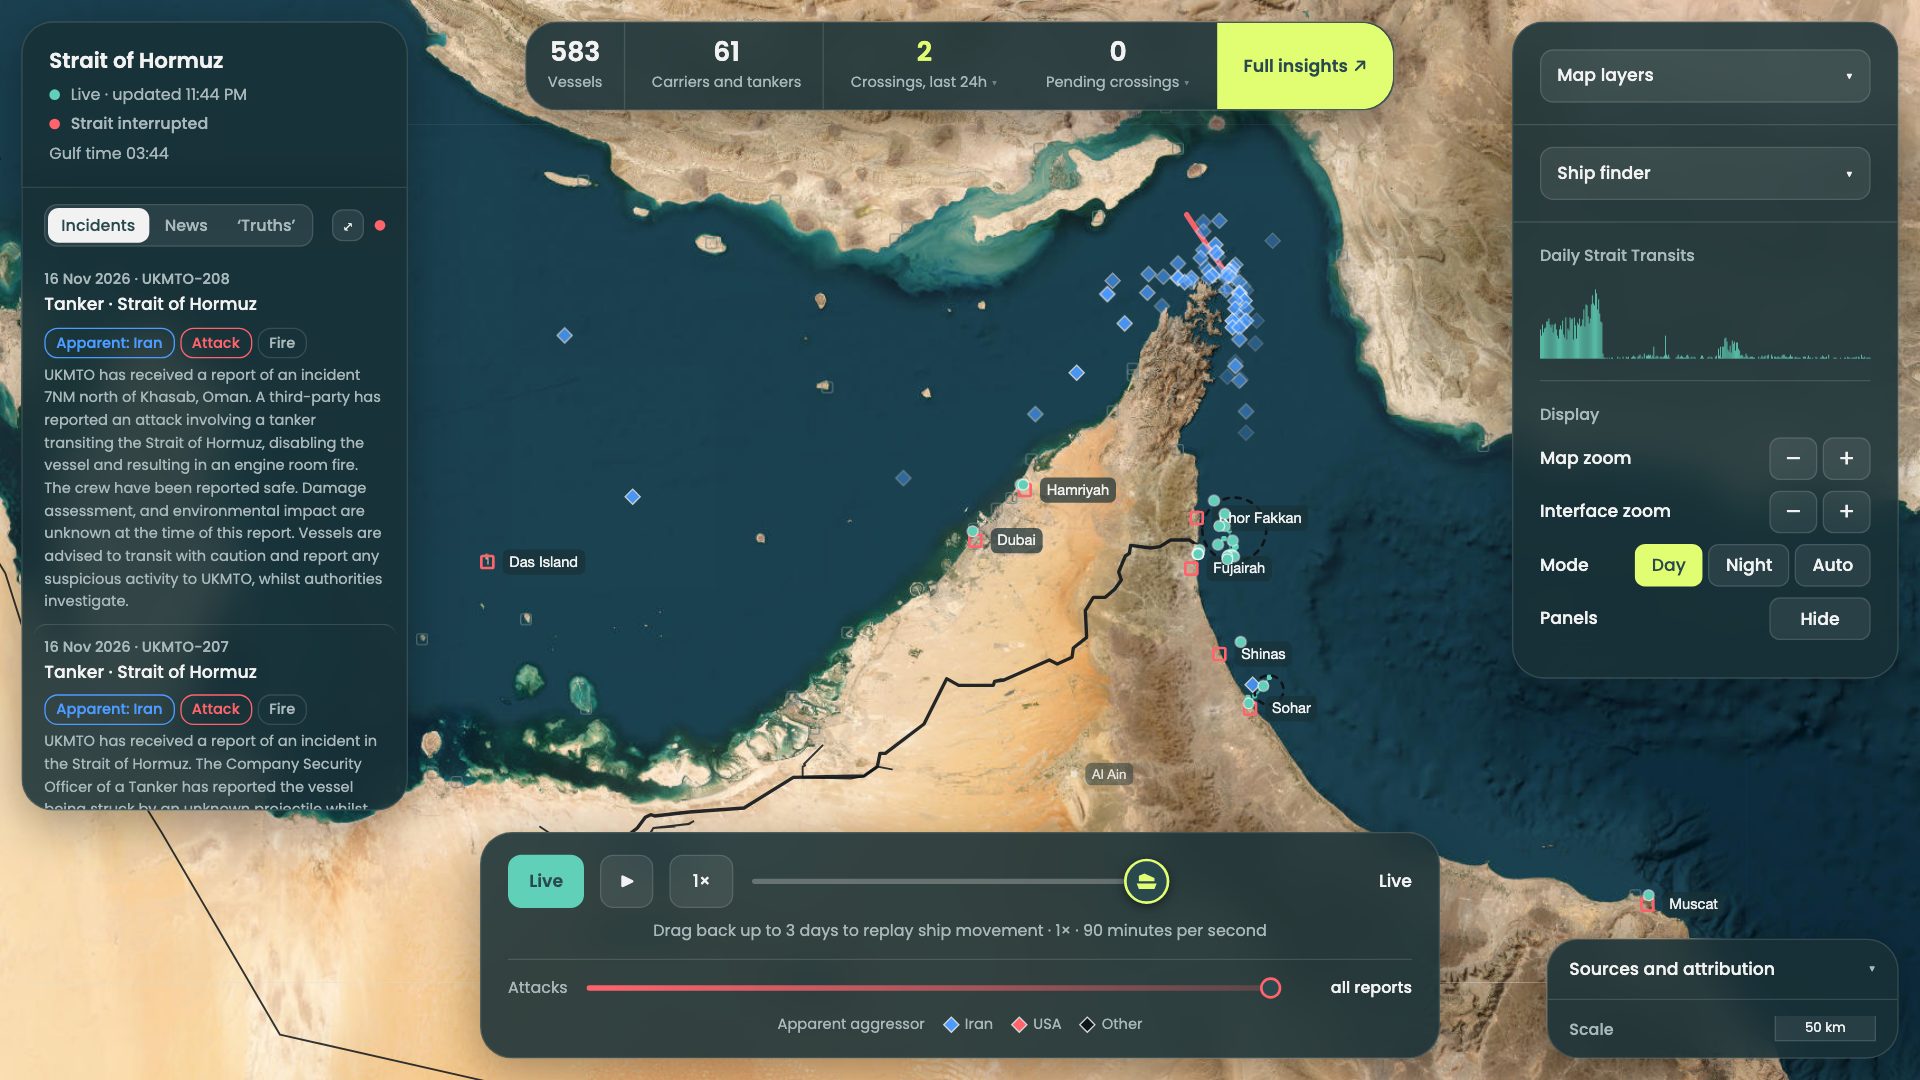 Strait of Hormuz
Live · updated 11:44 PM
Strait interrupted
Gulf time 03:44
Incidents
News
‘Truths’
16 Nov 2026 · UKMTO-208
Tanker · Strait of Hormuz
Apparent: Iran
Attack
Fire
UKMTO has received a report of an incident
7NM north of Khasab, Oman. A third-party has
reported an attack involving a tanker
transiting the Strait of Hormuz, disabling the
vessel and resulting in an engine room fire.
The crew have been reported safe. Damage
assessment, and environmental impact are
unknown at the time of this report. Vessels are
advised to transit with caution and report any
suspicious activity to UKMTO, whilst authorities
investigate.
16 Nov 2026 · UKMTO-207
Tanker · Strait of Hormuz
Apparent: Iran
Attack
Fire
UKMTO has received a report of an incident in
the Strait of Hormuz. The Company Security
Officer of a Tanker has reported the vessel
being struck by an unknown projectile whilst
583
Vessels
61
Carriers and tankers
2
Crossings, last 24h
0
Pending crossings
Full insights ↗
Hamriyah
Dubai
Das Island
Khor Fakkan
Fujairah
Shinas
Sohar
Al Ain
Muscat
Map layers
Ship finder
Daily Strait Transits
Display
Map zoom
− +
Interface zoom
− +
Mode
Day
Night
Auto
Panels
Hide
Live
1×
Live
Drag back up to 3 days to replay ship movement · 1× · 90 minutes per second
Attacks
all reports
Apparent aggressor
Iran
USA
Other
Sources and attribution
Scale
50 km